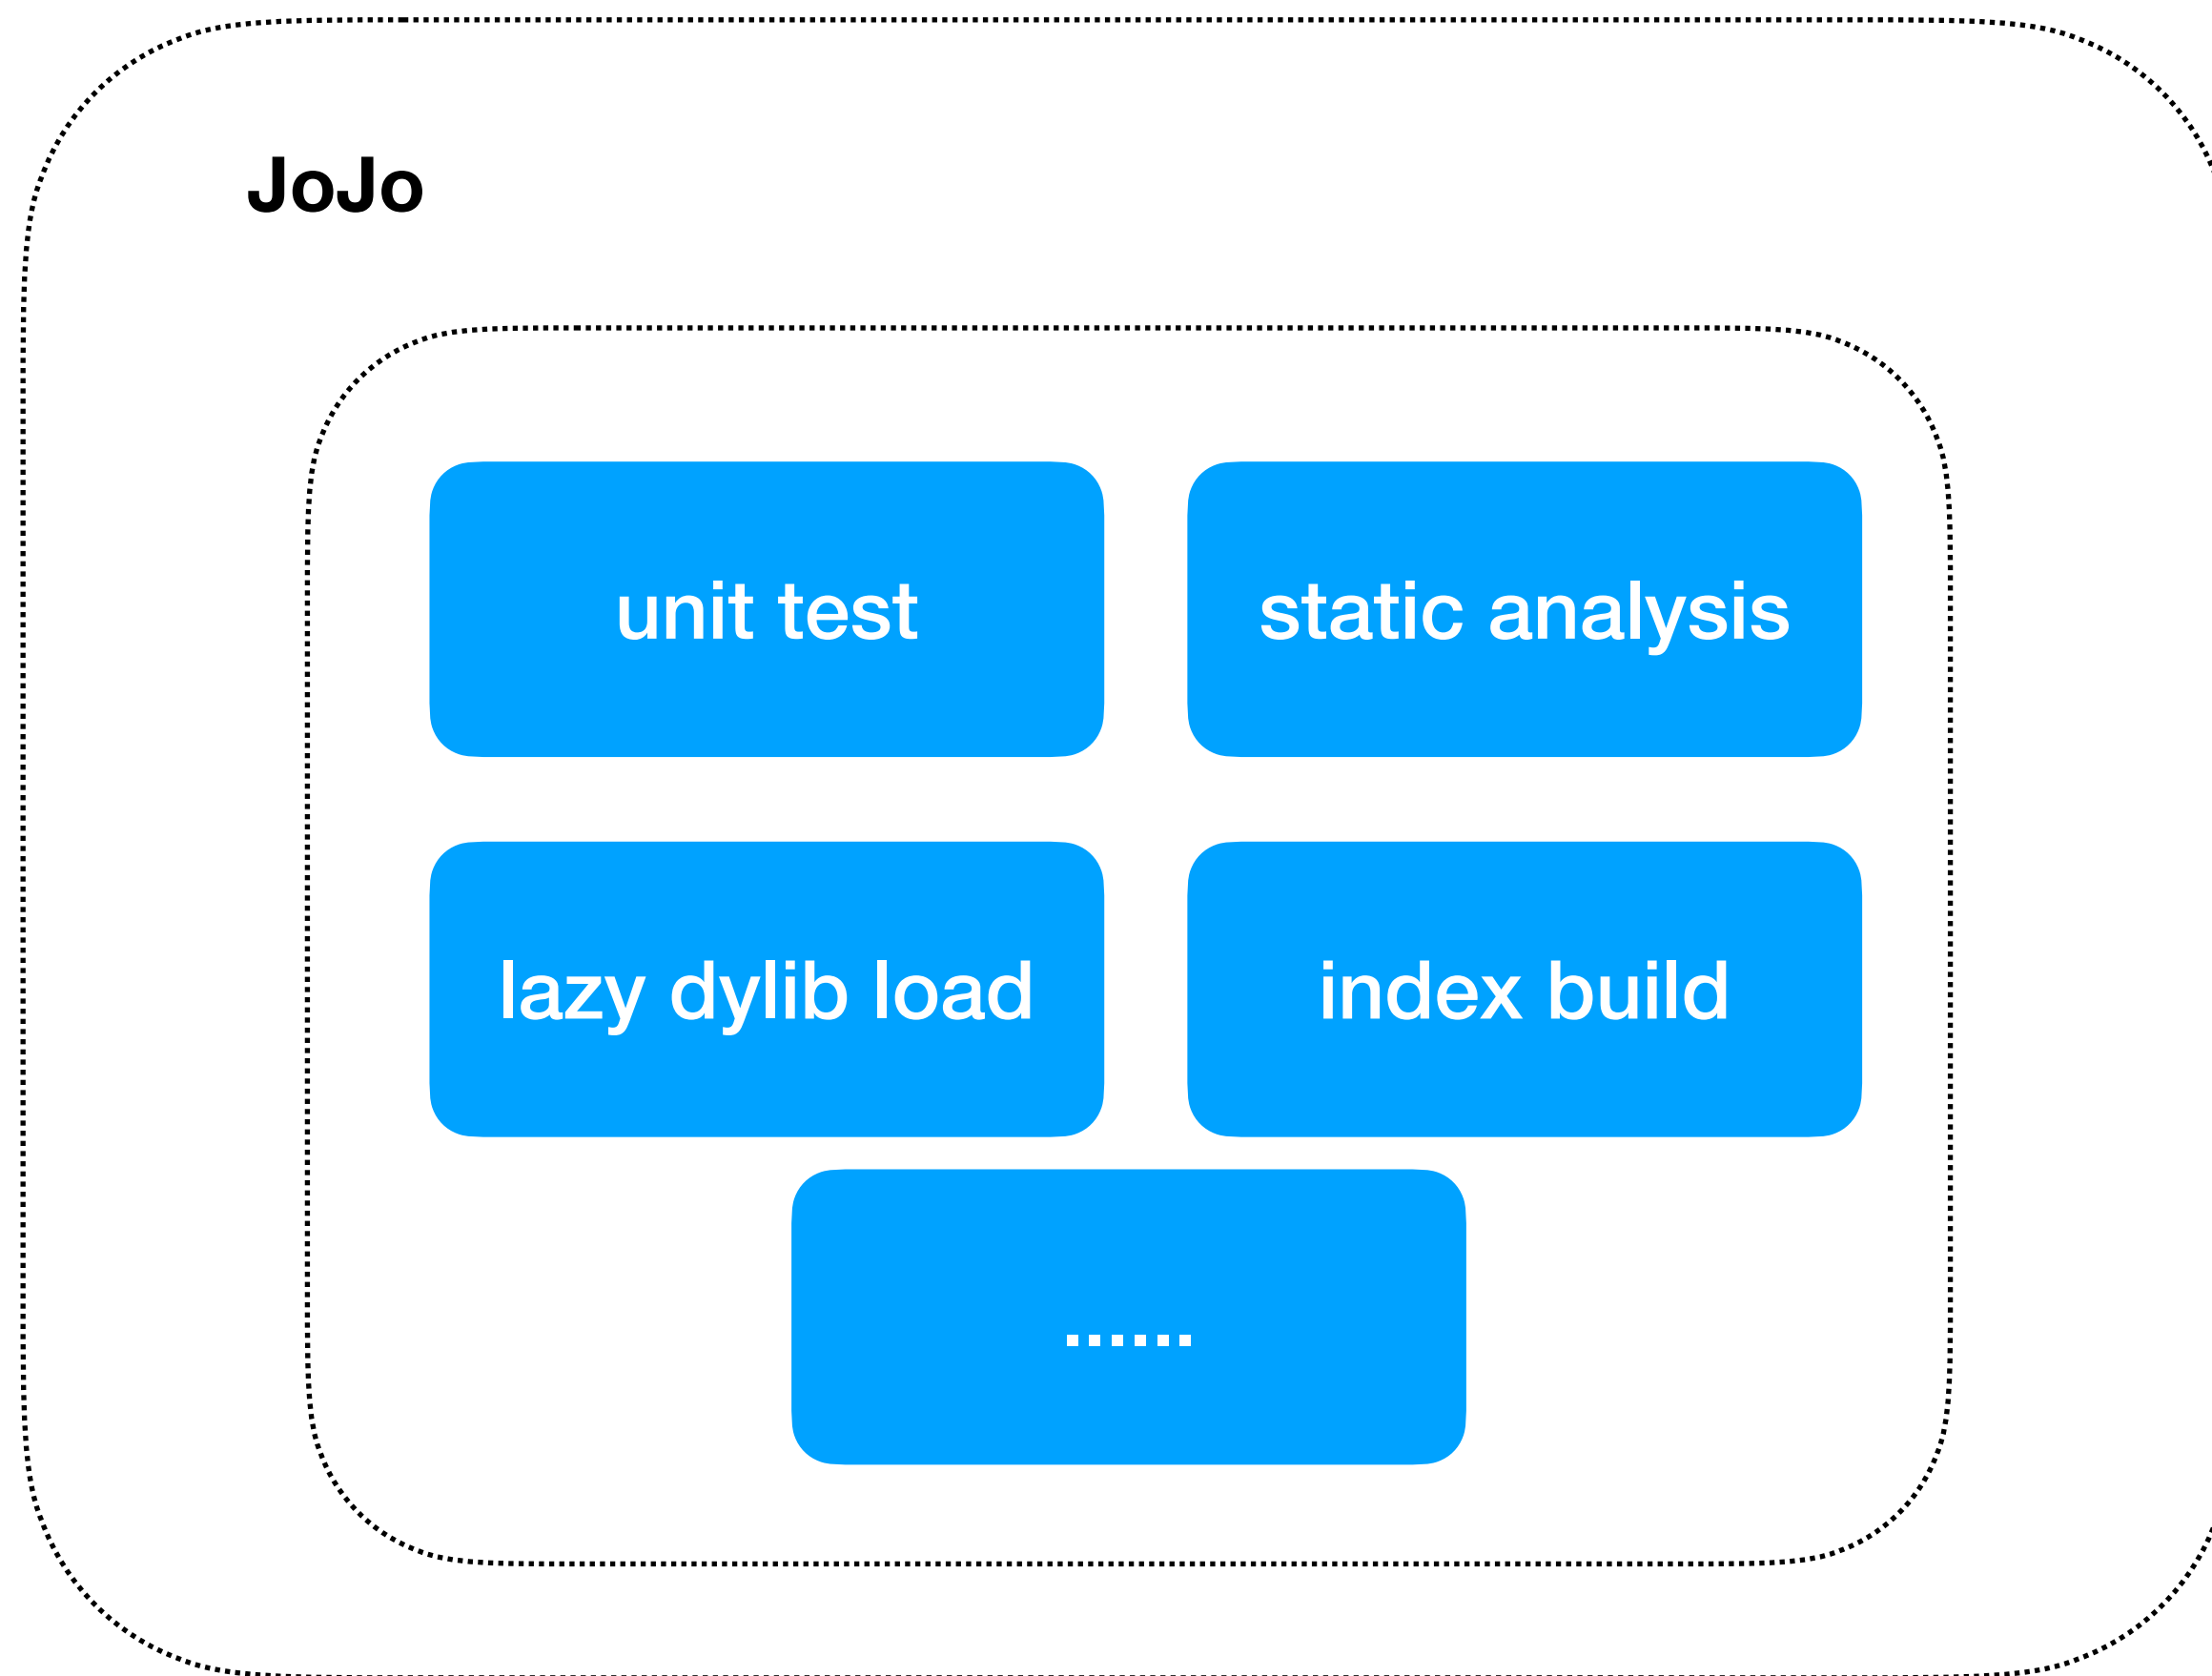 JoJo
unit test
static analysis
lazy dylib load
index build
......